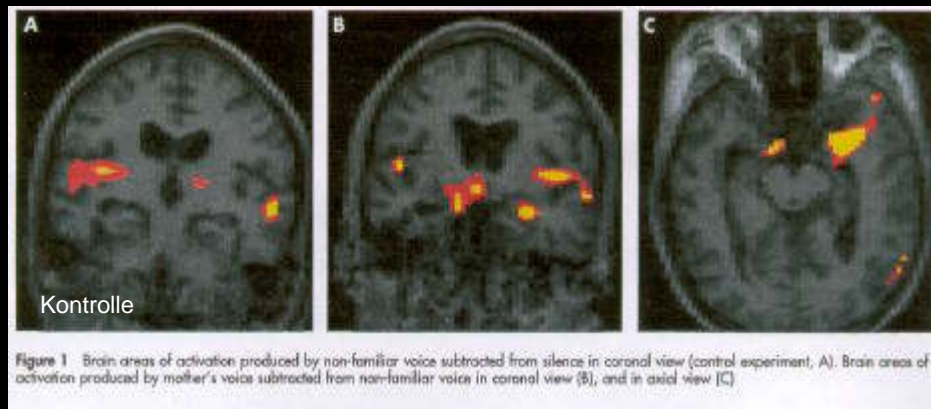 A
B
C
Kontrolle
Figure 1 Brain areas of activation produced by non-familiar voice subtracted from silence in coronal view (control experiment, A). Brain areas of
activation produced by mother's voice subtracted from non-familiar voice in coronal view (B), and in axial view (C)